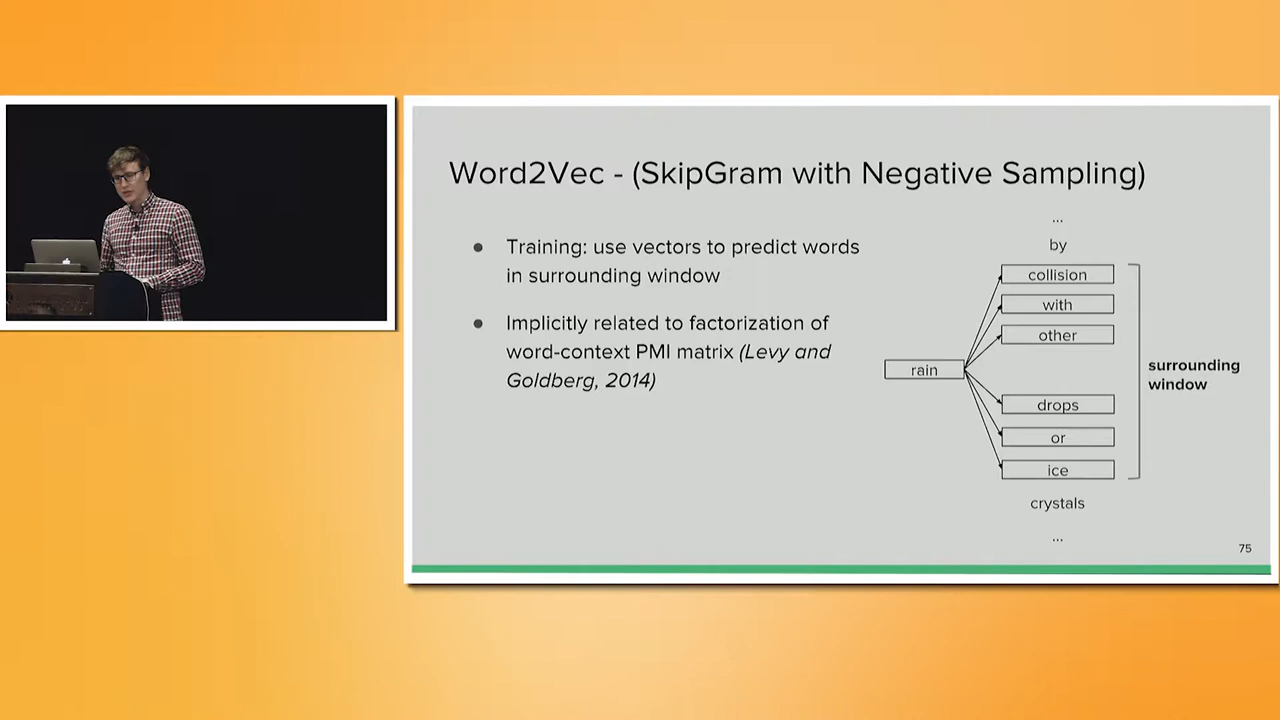 Word2Vec - (SkipGram with Negative Sampling)
● Training: use vectors to predict words
in surrounding window
● Implicitly related to factorization of
word-context PMI matrix (Levy and
Goldberg, 2014)
rain
...
by
collision
with
other
drops
or
ice
crystals
...
surrounding
window
75